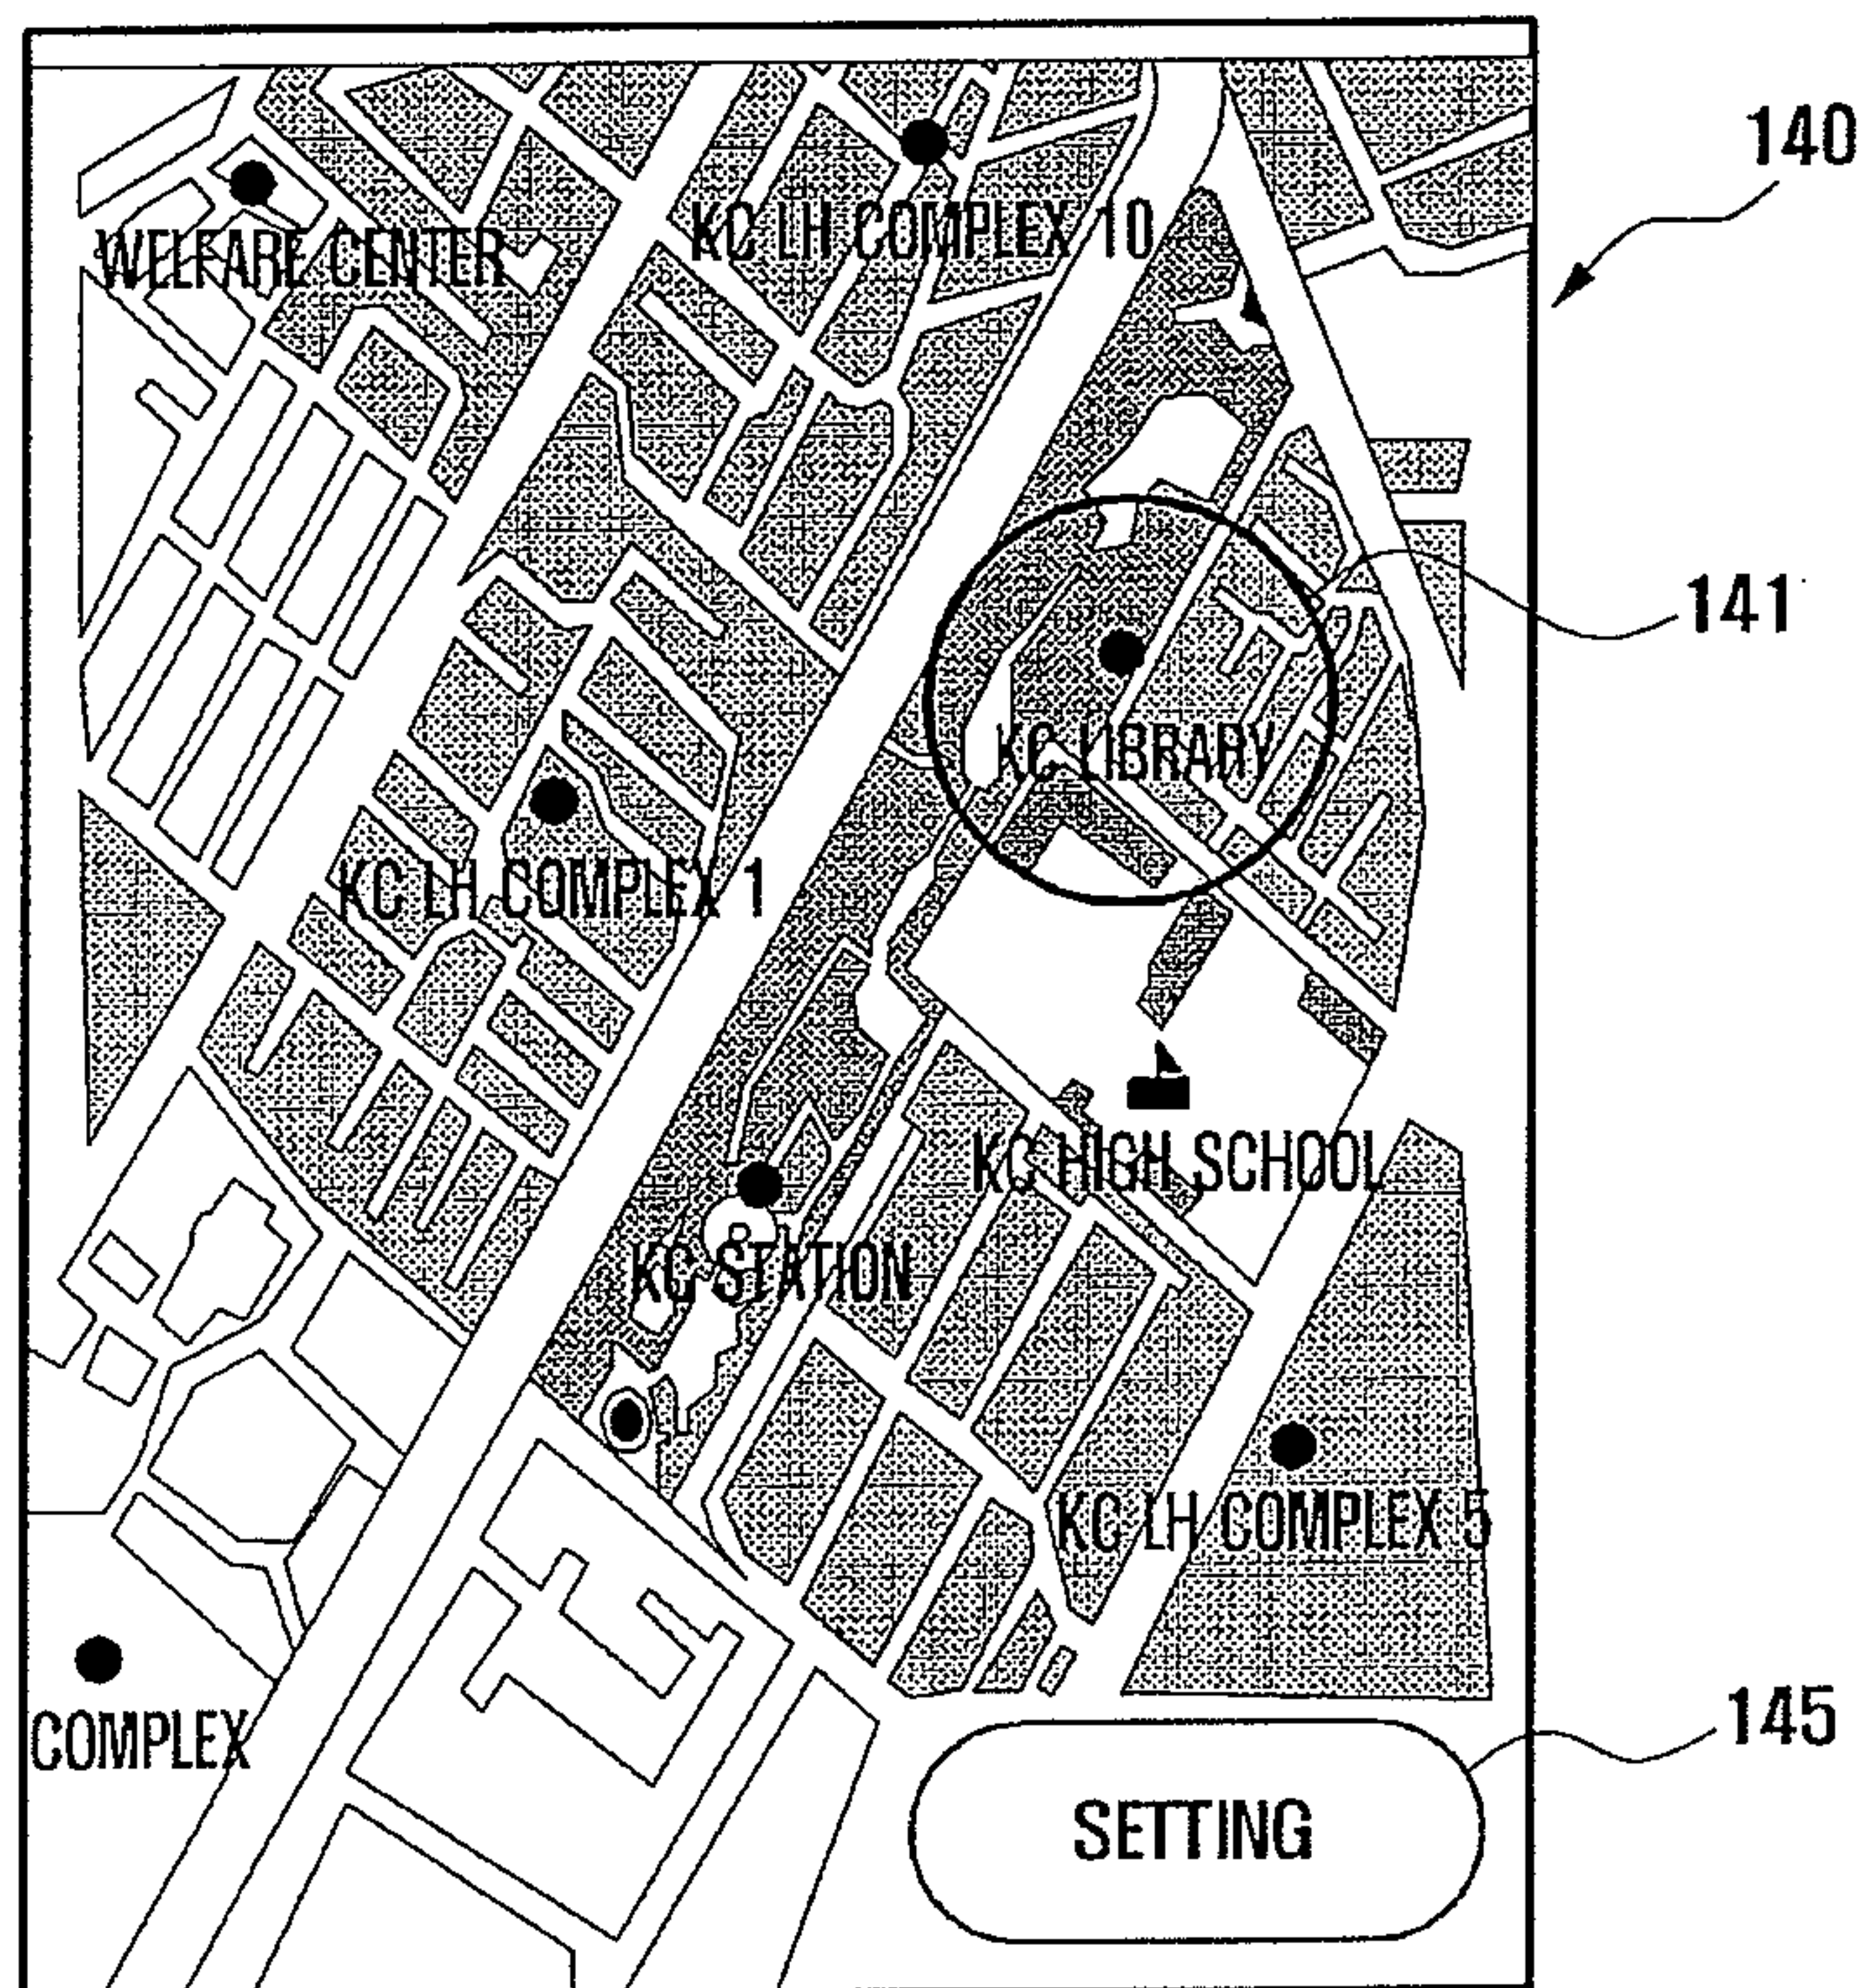 140
KC LH COMPLEX 10
WELFARE CENTER
141
KC LIBRARY
KC LH COMPLEX 1
KC HIGH SCHOOL
KC STATION
KC LH COMPLEX 5
COMPLEX
145
SETTING